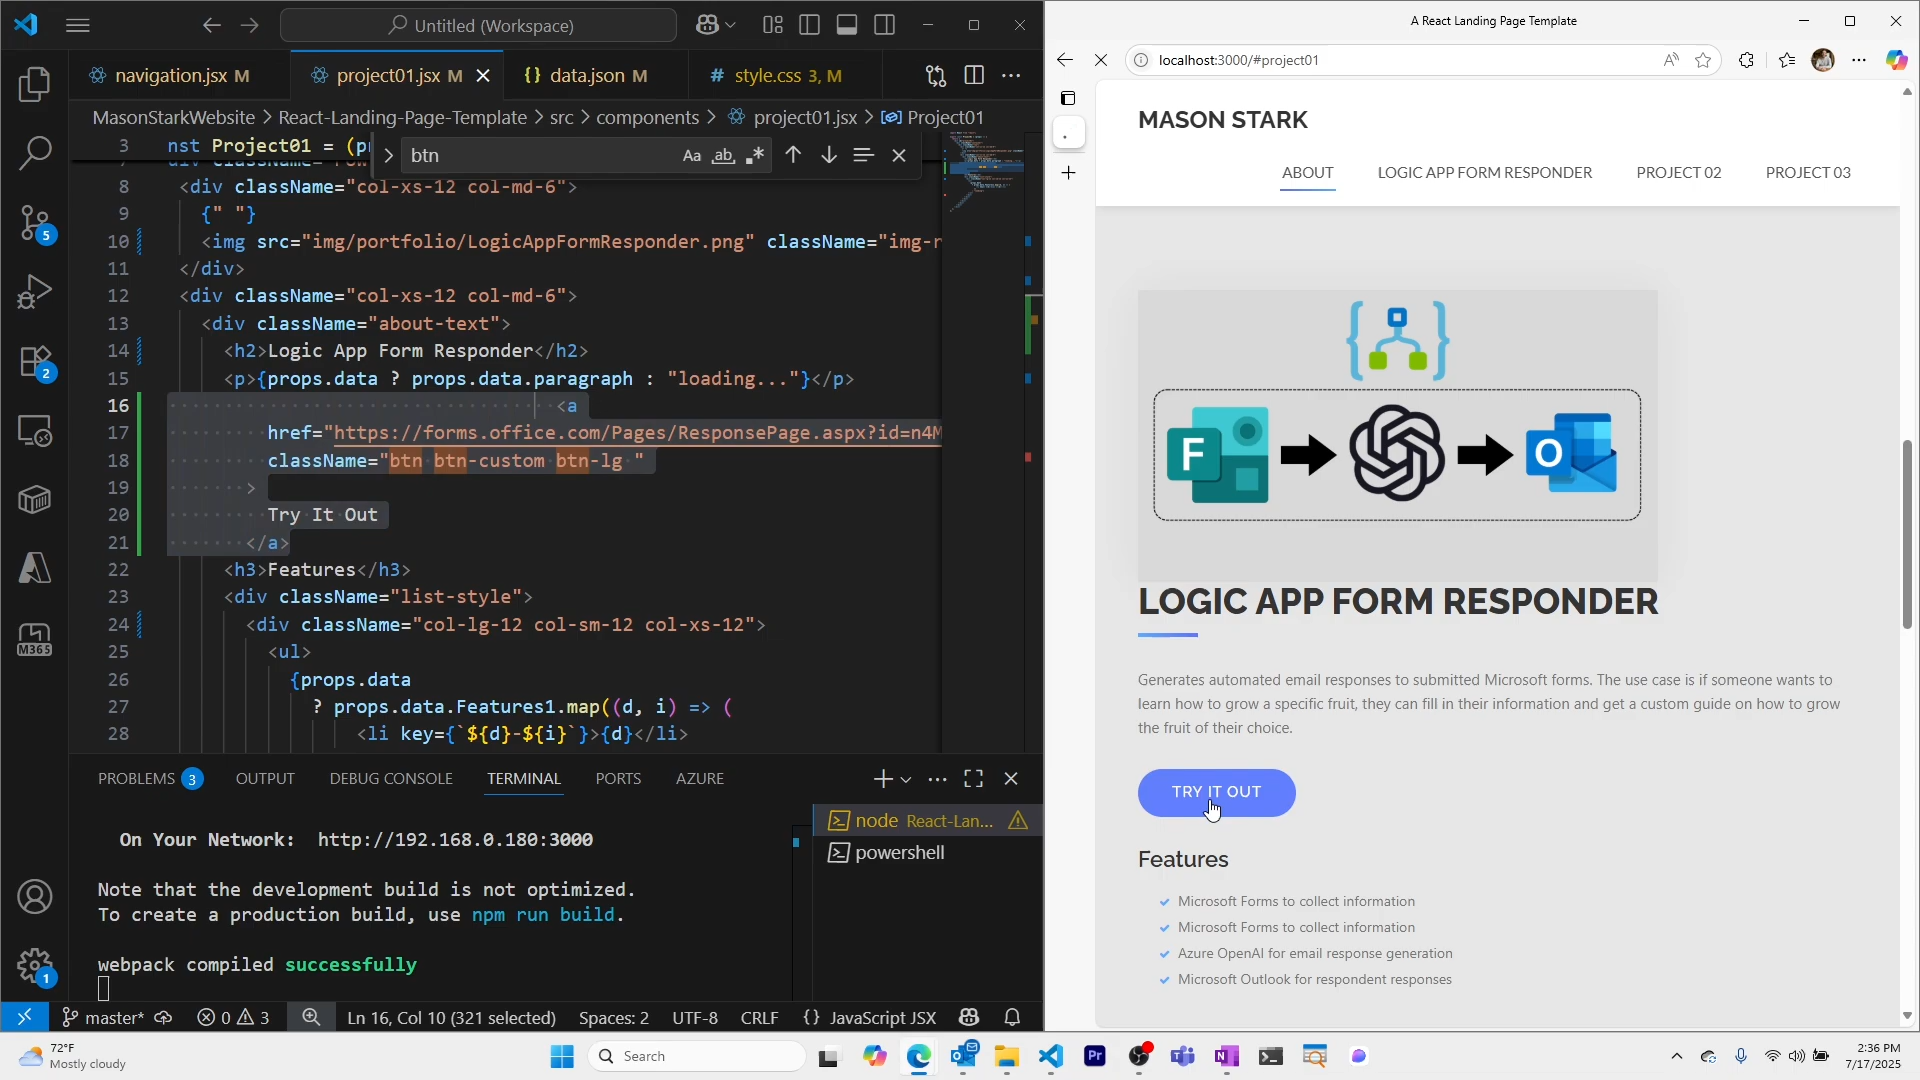 Untitled (Workspace)
navigation.jsx M
project01.jsx M
{} data.json M
# style.css 3, M
MasonStarkWebsite > React-Landing-Page-Template > src > components > project01.jsx > Project01
3 nst Project01 = (p
btn
Aa ab .*
8 <div className="col-xs-12 col-md-6">
9 {" "}
10 <img src="img/portfolio/LogicAppFormResponder.png" className="img-r
11 </div>
12 <div className="col-xs-12 col-md-6">
13 <div className="about-text">
14 <h2>Logic App Form Responder</h2>
15 <p>{props.data ? props.data.paragraph : "loading..."}</p>
16 <a
17 href="https://forms.office.com/Pages/ResponsePage.aspx?id=n4M
18 className="btn btn-custom btn-lg "
19 >
20 Try It Out
21 </a>
22 <h3>Features</h3>
23 <div className="list-style">
24 <div className="col-lg-12 col-sm-12 col-xs-12">
25 <ul>
26 {props.data
27 ? props.data.Features1.map((d, i) => (
28 <li key={`${d}-${i}`}>{d}</li>
5
2
M365
1
PROBLEMS 3 OUTPUT DEBUG CONSOLE TERMINAL PORTS AZURE
On Your Network: http://192.168.0.180:3000
Note that the development build is not optimized.
To create a production build, use npm run build.
webpack compiled successfully
node React-Lan...
powershell
master* 0 3 Ln 16, Col 10 (321 selected) Spaces: 2 UTF-8 CRLF {} JavaScript JSX
A React Landing Page Template
localhost:3000/#project01
MASON STARK
ABOUT LOGIC APP FORM RESPONDER PROJECT 02 PROJECT 03
F
O
LOGIC APP FORM RESPONDER
Generates automated email responses to submitted Microsoft forms. The use case is if someone wants to
learn how to grow a specific fruit, they can fill in their information and get a custom guide on how to grow
the fruit of their choice.
TRY IT OUT
Features
Microsoft Forms to collect information
Microsoft Forms to collect information
Azure OpenAI for email response generation
Microsoft Outlook for respondent responses
72°F
Mostly cloudy
Search
Pr
2:36 PM
7/17/2025